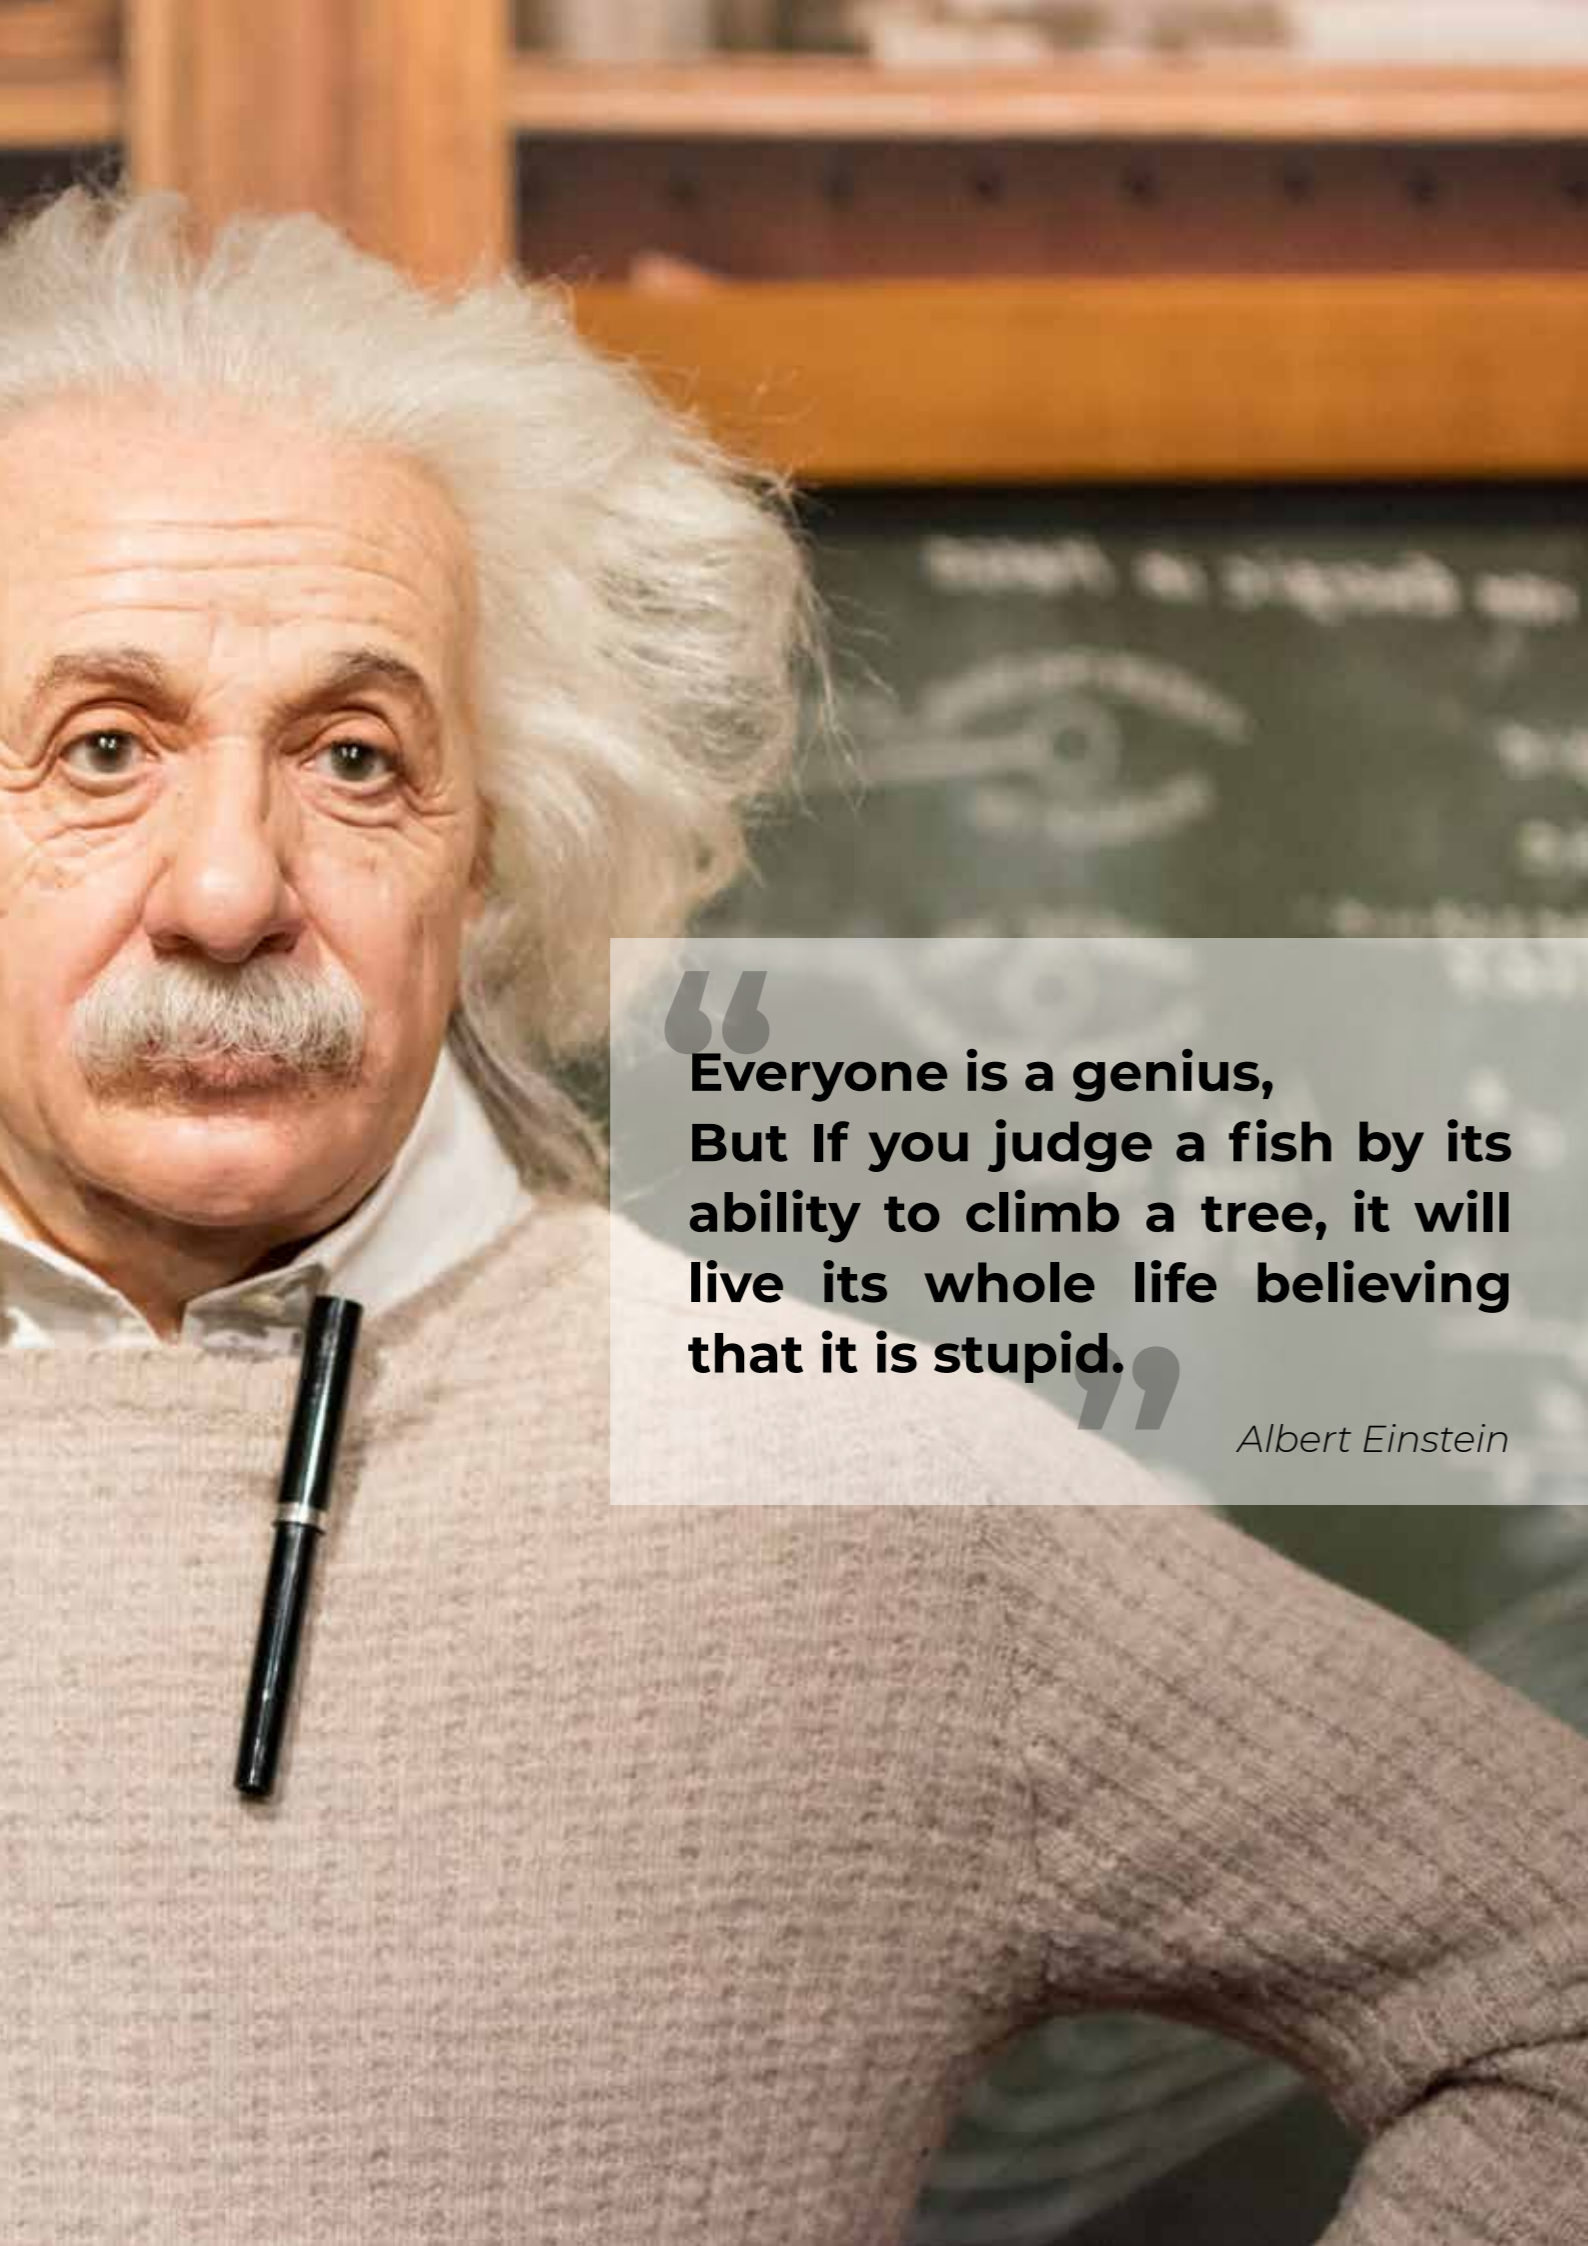 “
Everyone is a genius,
But If you judge a fish by its
ability to climb a tree, it will
live its whole life believing
that it is stupid.
”
Albert Einstein